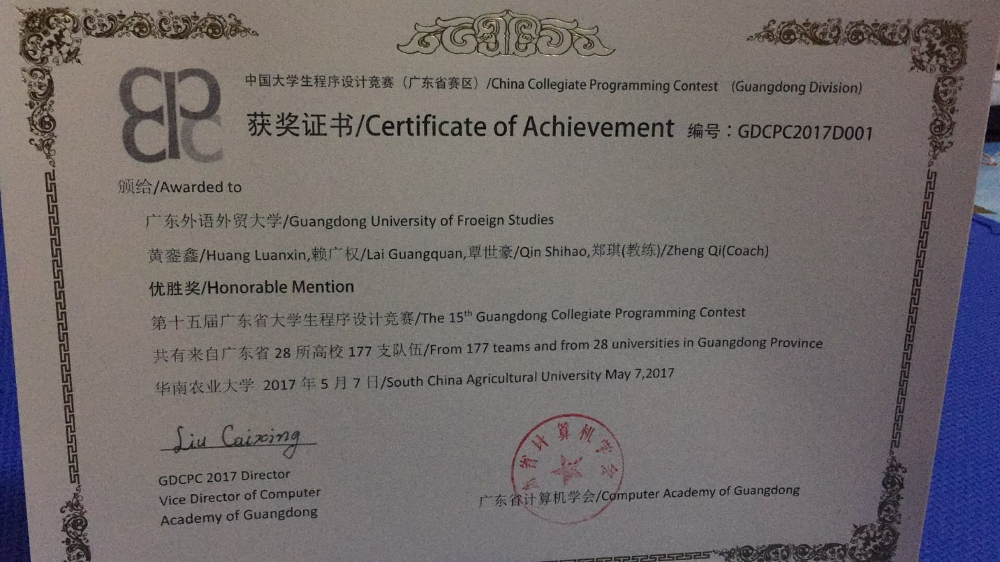 中国大学生程序设计竞赛（广东省赛区）/China Collegiate Programming Contest (Guangdong Division)
获奖证书/Certificate of Achievement 编号：GDCPC2017D001
颁给/Awarded to
广东外语外贸大学/Guangdong University of Froeign Studies
黄銮鑫/Huang Luanxin,赖广权/Lai Guangquan,覃世豪/Qin Shihao,郑琪(教练)/Zheng Qi(Coach)
优胜奖/Honorable Mention
第十五届广东省大学生程序设计竞赛/The 15th Guangdong Collegiate Programming Contest
共有来自广东省 28 所高校 177 支队伍/From 177 teams and from 28 universities in Guangdong Province
华南农业大学 2017 年 5 月 7 日/South China Agricultural University May 7,2017
Liu Caixing
GDCPC 2017 Director
Vice Director of Computer
Academy of Guangdong
东省计算机学会
广东省计算机学会/Computer Academy of Guangdong